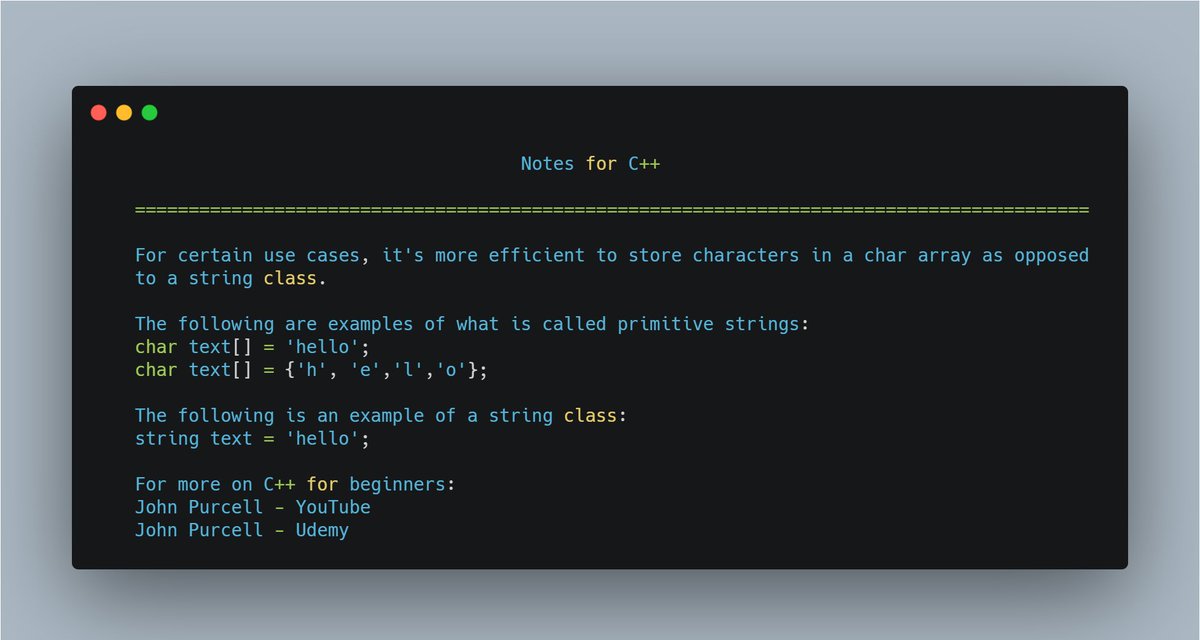 Notes for C++
=========================================================================================
For certain use cases, it's more efficient to store characters in a char array as opposed
to a string class.
The following are examples of what is called primitive strings:
char text[] = 'hello';
char text[] = {'h', 'e','l','o'};
The following is an example of a string class:
string text = 'hello';
For more on C++ for beginners:
John Purcell - YouTube
John Purcell - Udemy